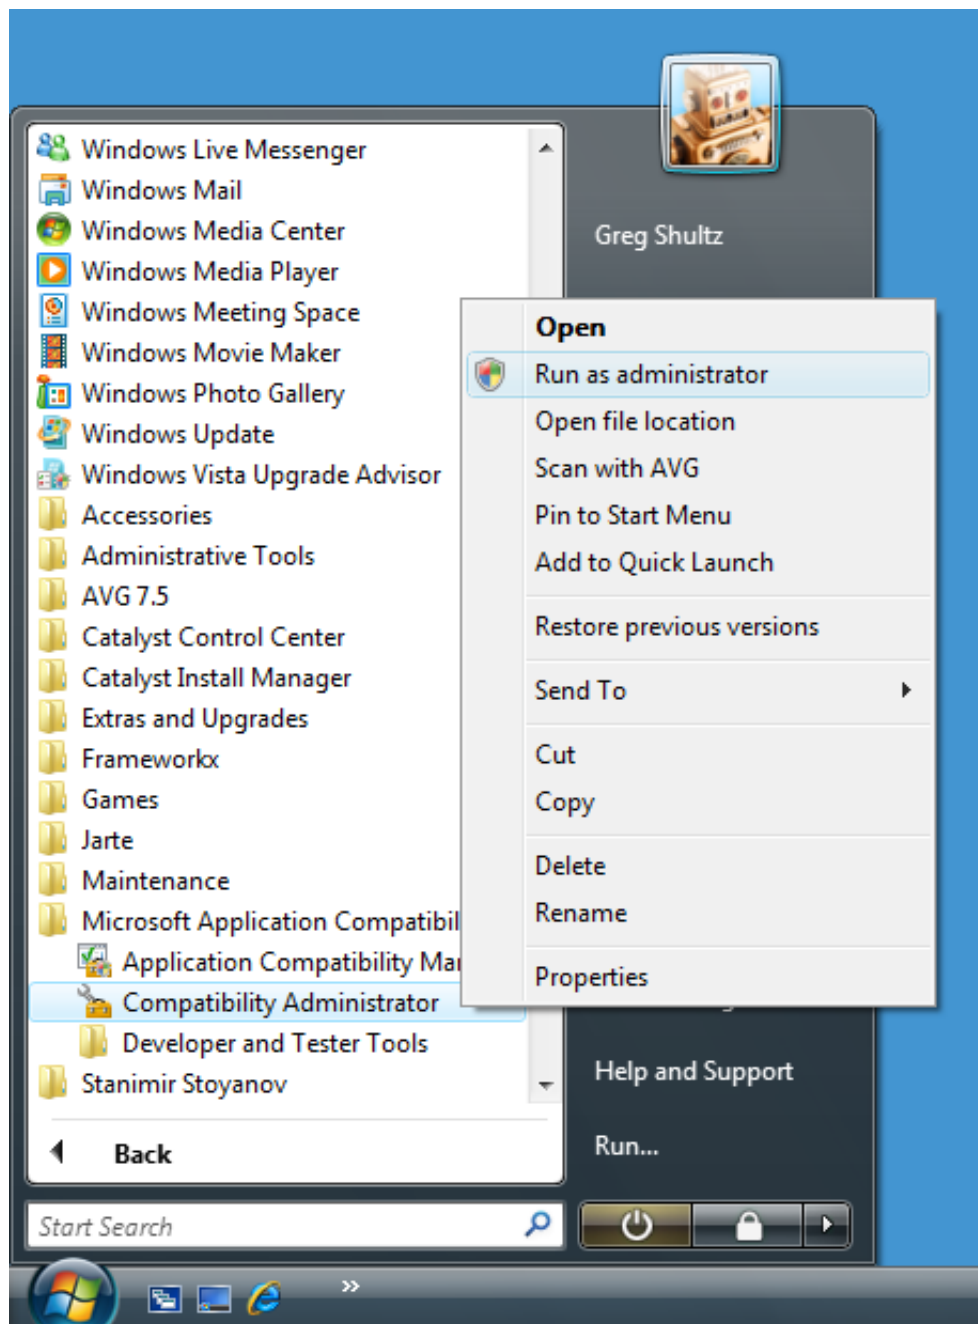 Windows Live Messenger
Windows Mail
Windows Media Center
Windows Media Player
Windows Meeting Space
Windows Movie Maker
Windows Photo Gallery
Windows Update
Windows Vista Upgrade Advisor
Accessories
Administrative Tools
AVG 7.5
Catalyst Control Center
Catalyst Install Manager
Extras and Upgrades
Frameworkx
Games
Jarte
Maintenance
Microsoft Application Compatibil
Application Compatibility Ma
Compatibility Administrator
Developer and Tester Tools
Stanimir Stoyanov
Back
Start Search
Greg Shultz
Open
Run as administrator
Open file location
Scan with AVG
Pin to Start Menu
Add to Quick Launch
Restore previous versions
Send To
Cut
Copy
Delete
Rename
Properties
Help and Support
Run...